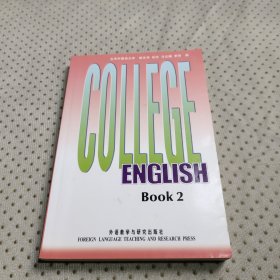 COLLEGE
ENGLISH
Book 2
外语教学与研究出版社
FOREIGN LANGUAGE TEACHING AND RESEARCH PRESS